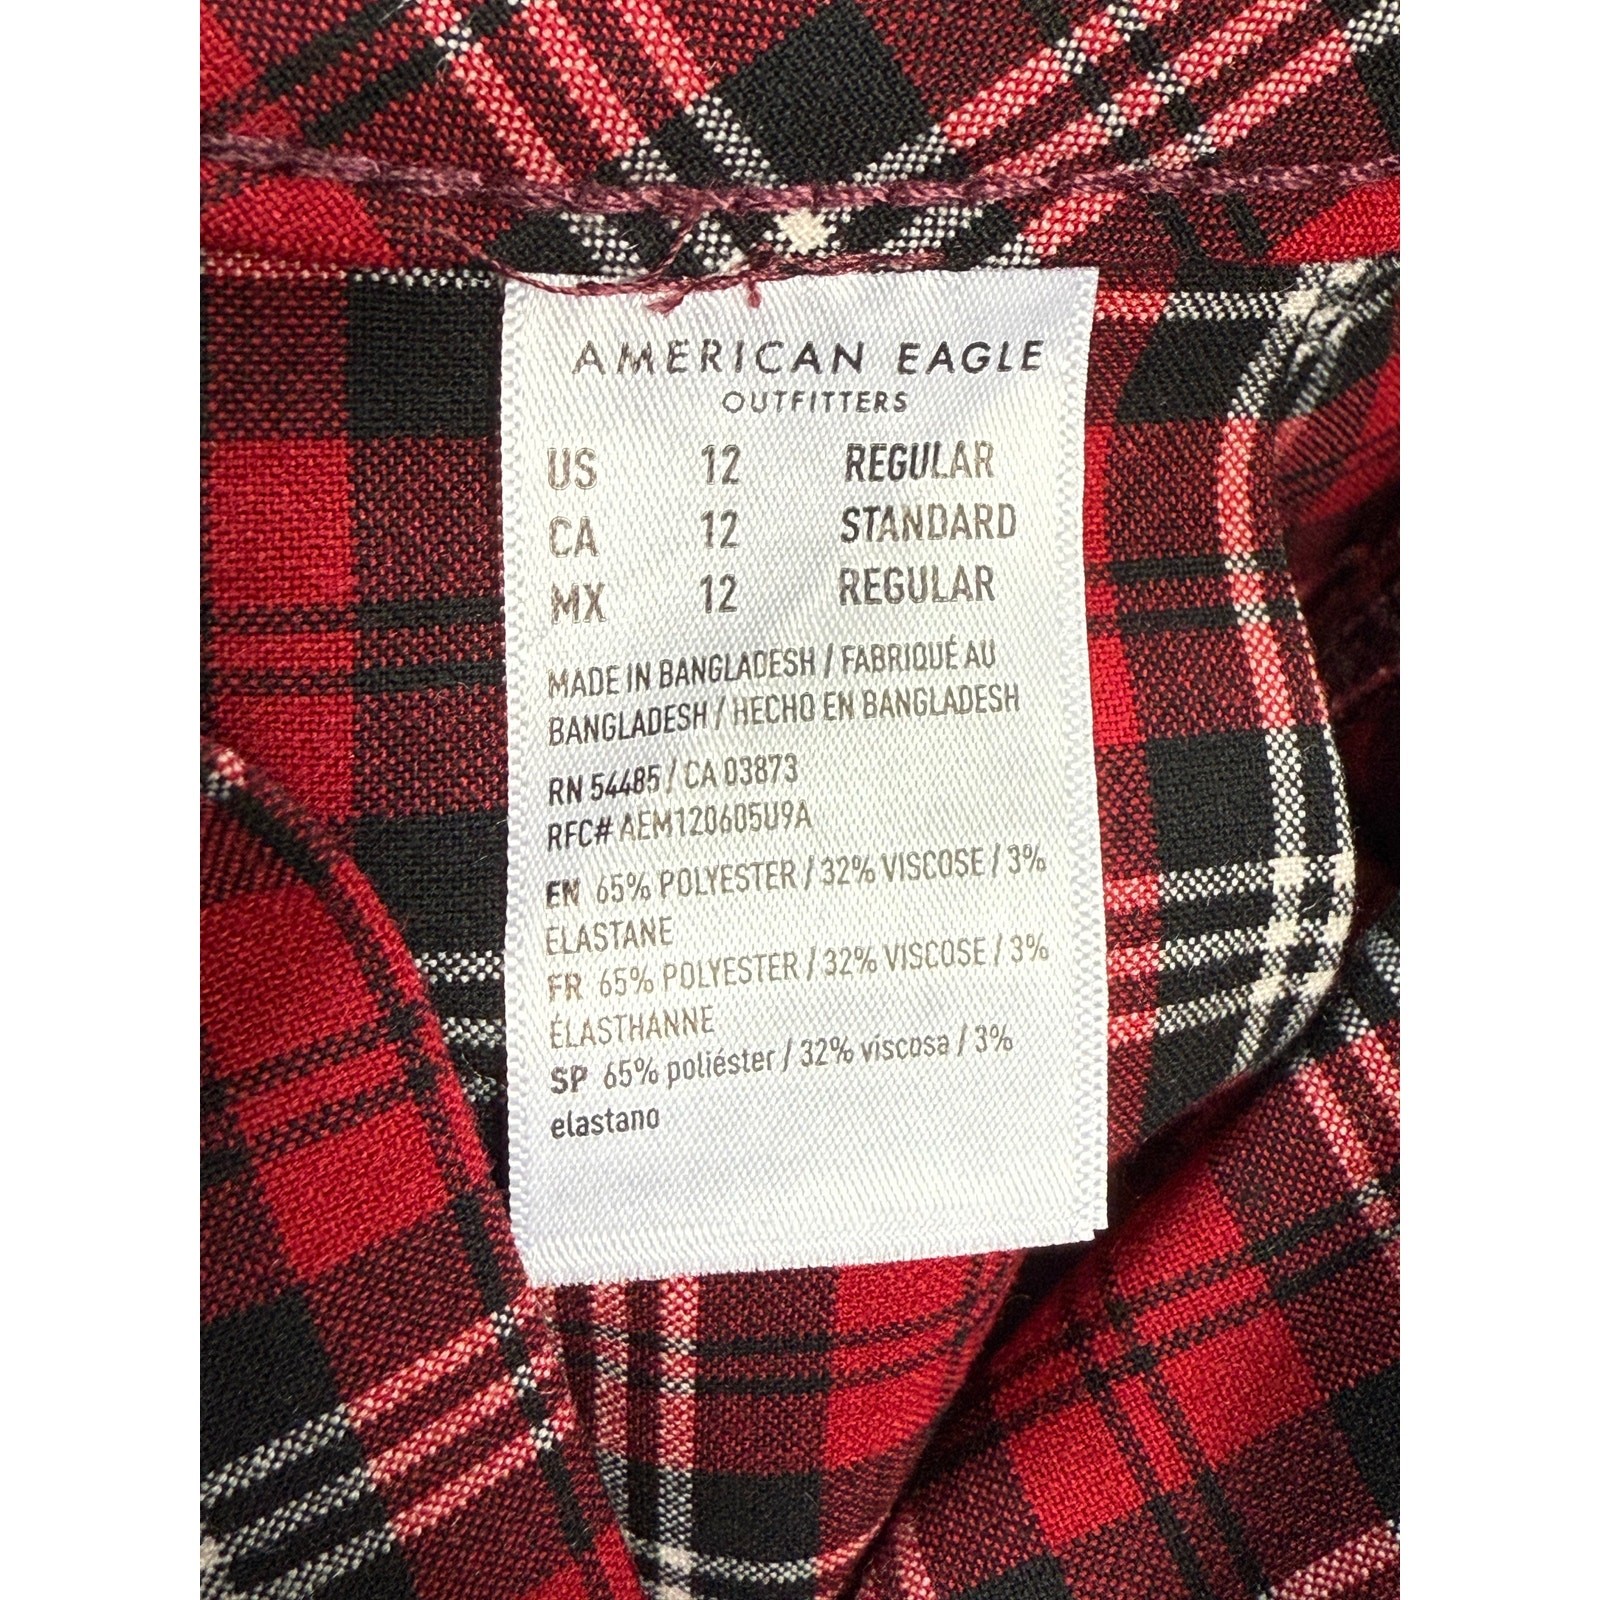 AMERICAN EAGLE
OUTFITTERS
US 12 REGULAR
CA 12 STANDARD
MX 12 REGULAR
MADE IN BANGLADESH / FABRIQUÉ AU
BANGLADESH / HECHO EN BANGLADESH
RN 54485 / CA 03873
RFC# AEM120605U9A
EN 65% POLYESTER / 32% VISCOSE / 3%
ELASTANE
FR 65% POLYESTER / 32% VISCOSE / 3%
ÉLASTHANNE
SP 65% poliéster / 32% viscosa / 3%
elastano